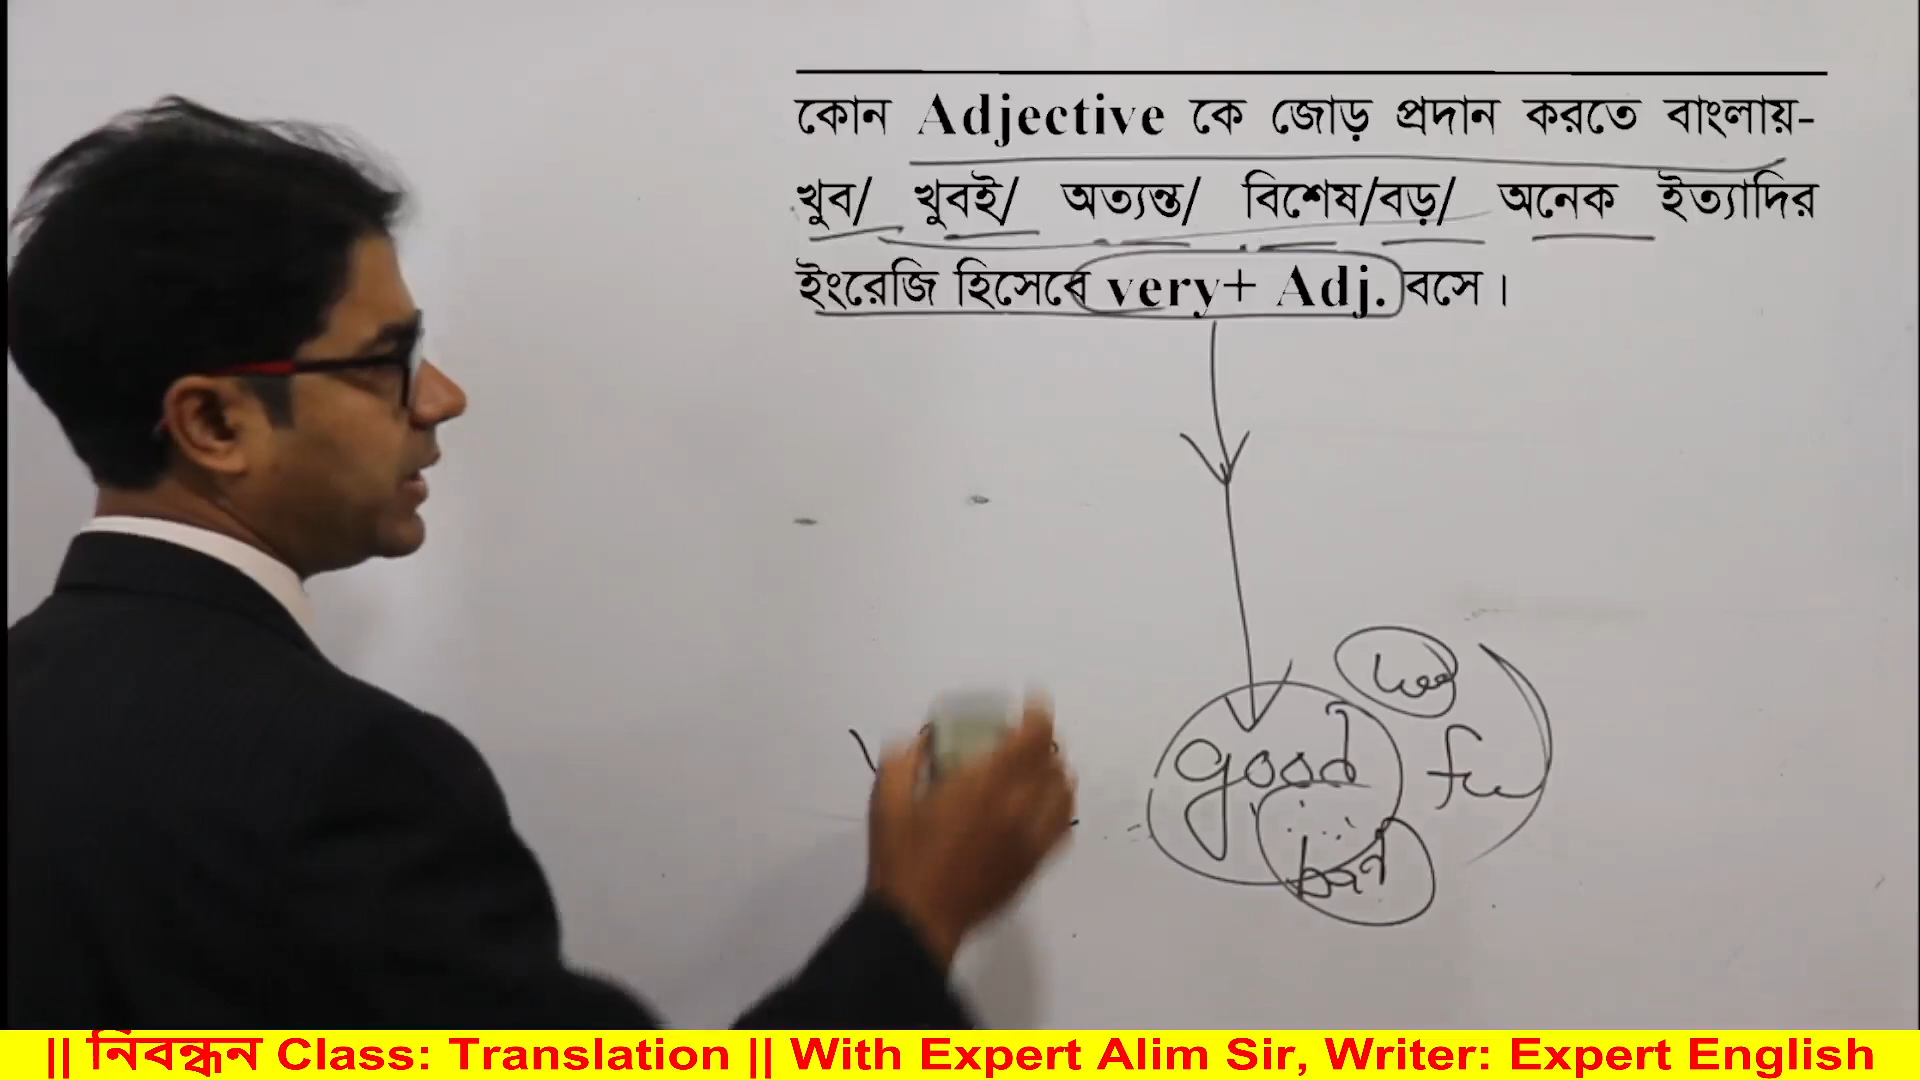 কোন Adjective কে জোড় প্রদান করতে বাংলায়-
খুব/ খুবই/ অত্যন্ত/ বিশেষ/বড়/ অনেক ইত্যাদির
ইংরেজি হিসেবে very+ Adj. বসে।
good
|| নিবন্ধন Class: Translation || With Expert Alim Sir, Writer: Expert English